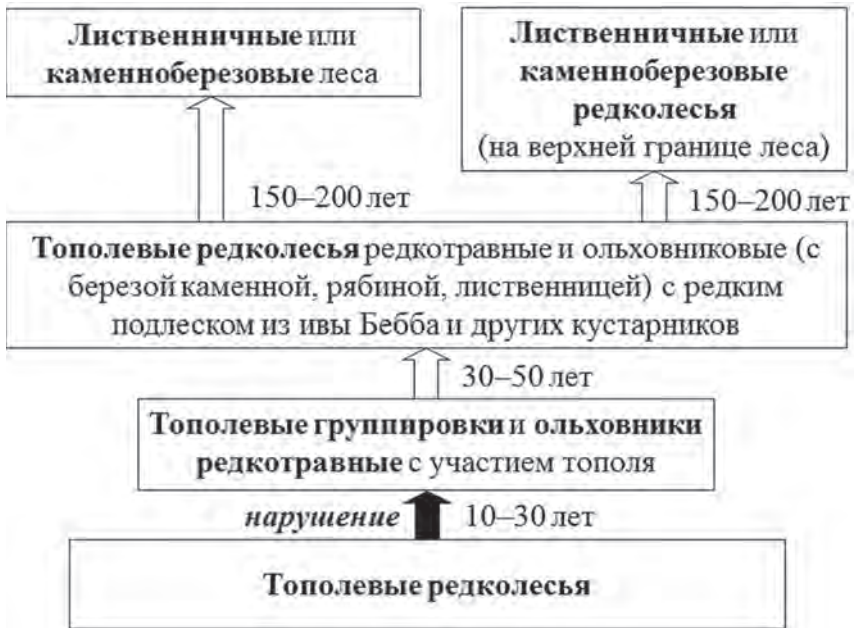 Лиственничные или
каменноберезовые леса
Лиственничные или
каменноберезовые
редколесья
(на верхней границе леса)
150–200 лет
150–200 лет
Тополевые редколесья редкотравные и ольховниковые (с
березой каменной, рябиной, лиственницей) с редким
подлеском из ивы Бебба и других кустарников
30–50 лет
Тополевые группировки и ольховники
редкотравные с участием тополя
нарушение 10–30 лет
Тополевые редколесья